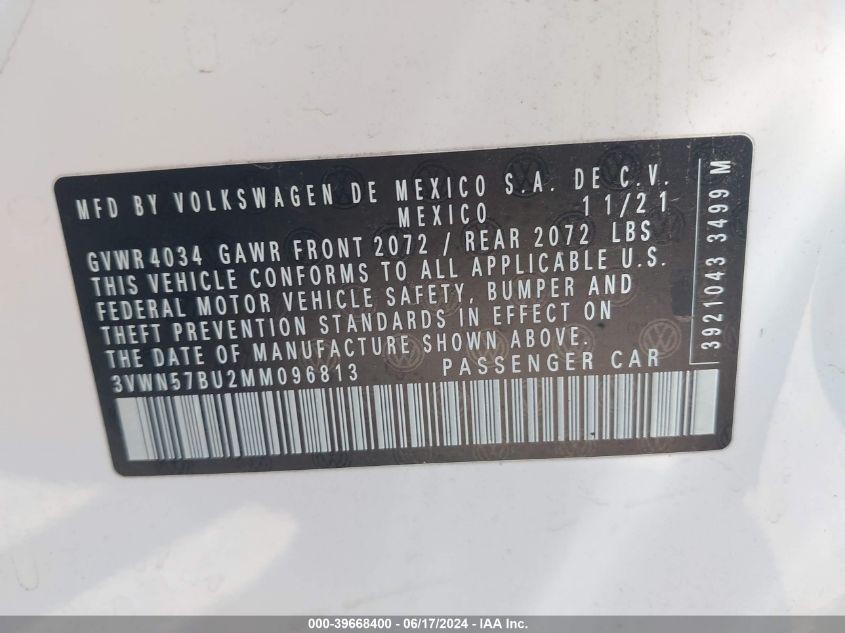 MFD BY VOLKSWAGEN DE MEXICO S.A. DE C.V.
MEXICO 11/21
GVWR 4034 GAWR FRONT 2072 / REAR 2072 LBS
THIS VEHICLE CONFORMS TO ALL APPLICABLE U.S.
FEDERAL MOTOR VEHICLE SAFETY, BUMPER AND
THEFT PREVENTION STANDARDS IN EFFECT ON
THE DATE OF MANUFACTURE SHOWN ABOVE.
3VWN57BU2MM096813 PASSENGER CAR
3921043 3499 M
000-39668400 - 06/17/2024 - IAA Inc.